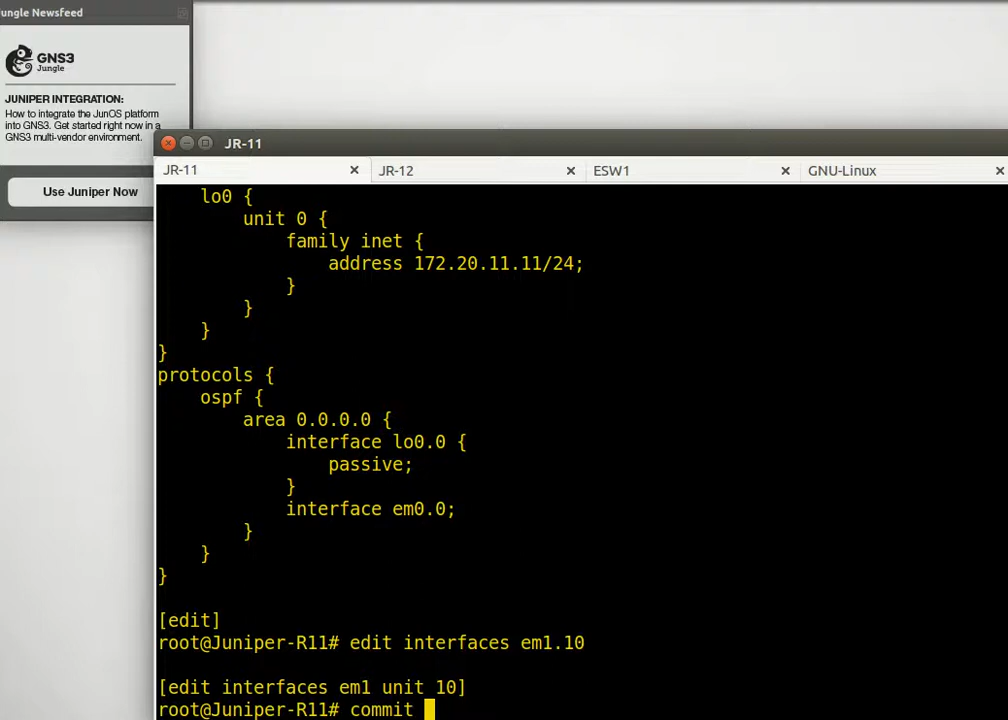 Jungle Newsfeed
GNS3
Jungle
JUNIPER INTEGRATION:
How to integrate the JunOS platform
into GNS3. Get started right now in a
GNS3 multi-vendor environment.
Use Juniper Now
JR-11
JR-11
JR-12
ESW1
GNU-Linux
lo0 {
unit 0 {
family inet {
address 172.20.11.11/24;
}
}
}
}
protocols {
ospf {
area 0.0.0.0 {
interface lo0.0 {
passive;
}
interface em0.0;
}
}
}
[edit]
root@Juniper-R11# edit interfaces em1.10
[edit interfaces em1 unit 10]
root@Juniper-R11# commit